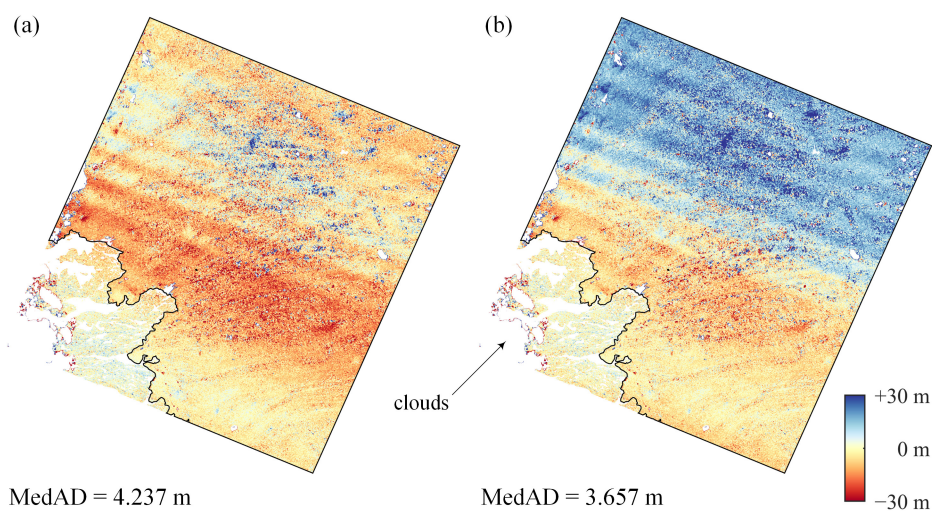 (a)
(b)
clouds
+30 m
0 m
−30 m
MedAD = 4.237 m
MedAD = 3.657 m